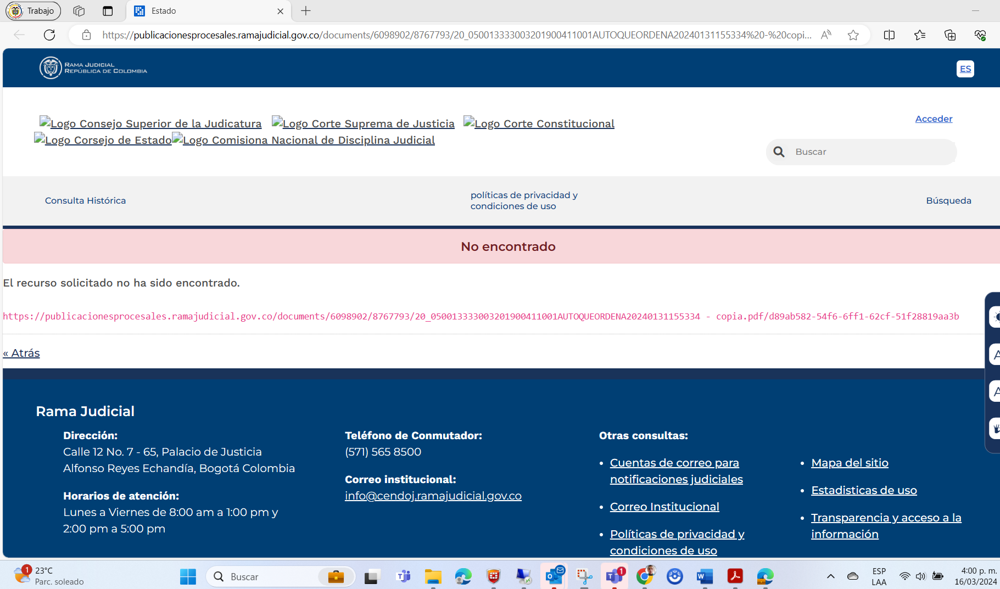 Trabajo
Estado
https://publicacionesprocesales.ramajudicial.gov.co/documents/6098902/8767793/20_05001333300320190041​1001AUTOQUEORDENA20240131155334%20-%20copi...
RAMA JUDICIAL
REPÚBLICA DE COLOMBIA
ES
Logo Consejo Superior de la Judicatura Logo Corte Suprema de Justicia Logo Corte Constitucional
Acceder
Logo Corsejo de Estado Logo Comisiona Nacional de Disciplina Judicial
Buscar
Consulta Histórica
políticas de privacidad y
condiciones de uso
Búsqueda
No encontrado
El recurso solicitado no ha sido encontrado.
https://publicacionesprocesales.ramajudicial.gov.co/documents/6098902/8767793/20_050013333003201900411001AUTOQUEORDENA20240131155334 - copia.pdf/d89ab582-54f6-6ff1-62cf-51f28819aa3b
« Atrás
A
A
Rama Judicial
Dirección:
Calle 12 No. 7 - 65, Palacio de Justicia
Alfonso Reyes Echandía, Bogotá Colombia
Horarios de atención:
Lunes a Viernes de 8:00 am a 1:00 pm y
2:00 pm a 5:00 pm
Teléfono de Conmutador:
(571) 565 8500
Correo institucional:
info@cendoj.ramajudicial.gov.co
Otras consultas:
• Cuentas de correo para
notificaciones judiciales
• Correo Institucional
• Políticas de privacidad y
condiciones de uso
• Mapa del sitio
• Estadisticas de uso
• Transparencia y acceso a la
información
1
23°C
Parc. soleado
Buscar
1
ESP
LAA
4:00 p. m.
16/03/2024